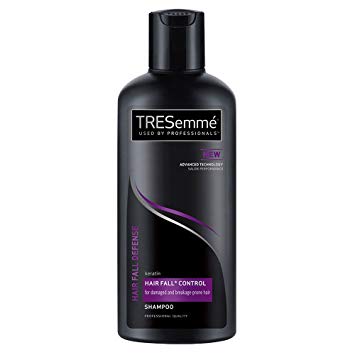 TRESemmé
USED BY PROFESSIONALS™
NEW
ADVANCED TECHNOLOGY
SALON PERFORMANCE
HAIR FALL DEFENSE
keratin
HAIR FALL* CONTROL
for damaged and breakage prone hair
SHAMPOO
PROFESSIONAL QUALITY